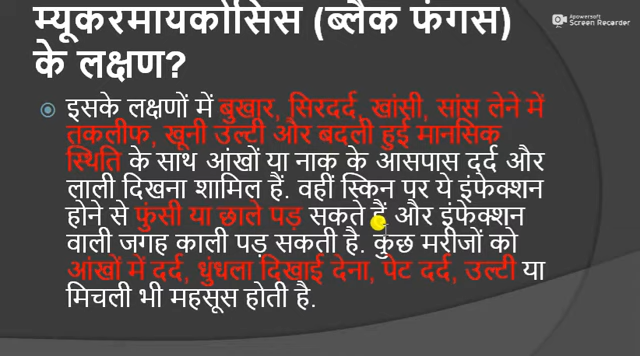 म्यूकरमायकोसिस (ब्लैक फंगस)
के लक्षण?
Apowersoft
Screen Recorder
इसके लक्षणों में बुखार, सिरदर्द, खांसी, सांस लेने में
तकलीफ, खूनी उल्टी और बदली हुई मानसिक
स्थिति के साथ आंखों या नाक के आसपास दर्द और
लाली दिखना शामिल हैं. वहीं स्किन पर ये इंफेक्शन
होने से फुंसी या छाले पड़ सकते हैं और इंफेक्शन
वाली जगह काली पड़ सकती है. कुछ मरीजों को
आंखों में दर्द, धुंधला दिखाई देना, पेट दर्द, उल्टी या
मिचली भी महसूस होती है.